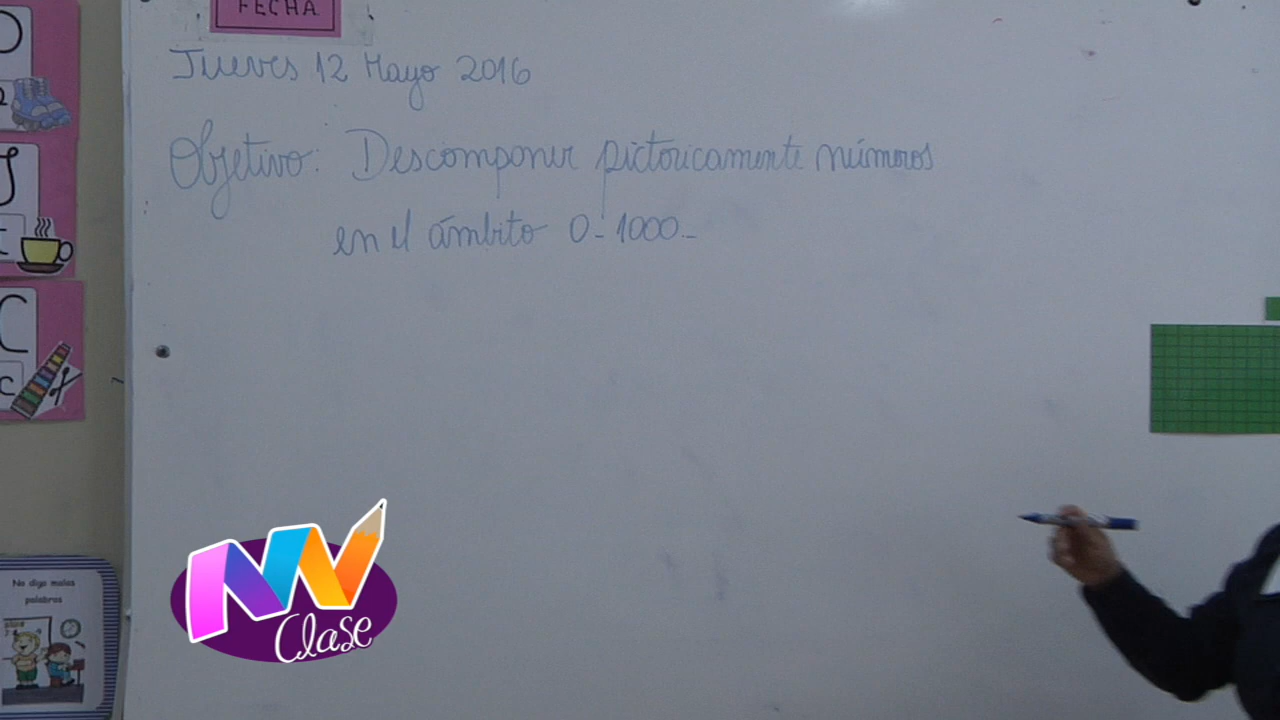 FECHA
Jueves 12 Mayo 2016
Objetivo: Descomponer pictoricamente números
en el ámbito 0-1000.-
C
c
No digo malas
palabras
Clase